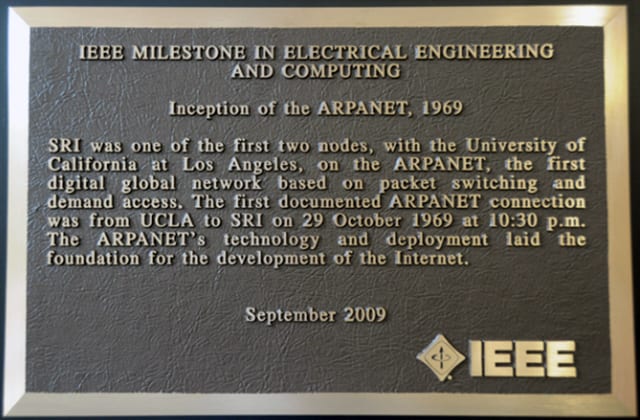 IEEE MILESTONE IN ELECTRICAL ENGINEERING
AND COMPUTING
Inception of the ARPANET, 1969
SRI was one of the first two nodes, with the University of
California at Los Angeles, on the ARPANET, the first
digital global network based on packet switching and
demand access. The first documented ARPANET connection
was from UCLA to SRI on 29 October 1969 at 10:30 p.m.
The ARPANET's technology and deployment laid the
foundation for the development of the Internet.
September 2009
IEEE